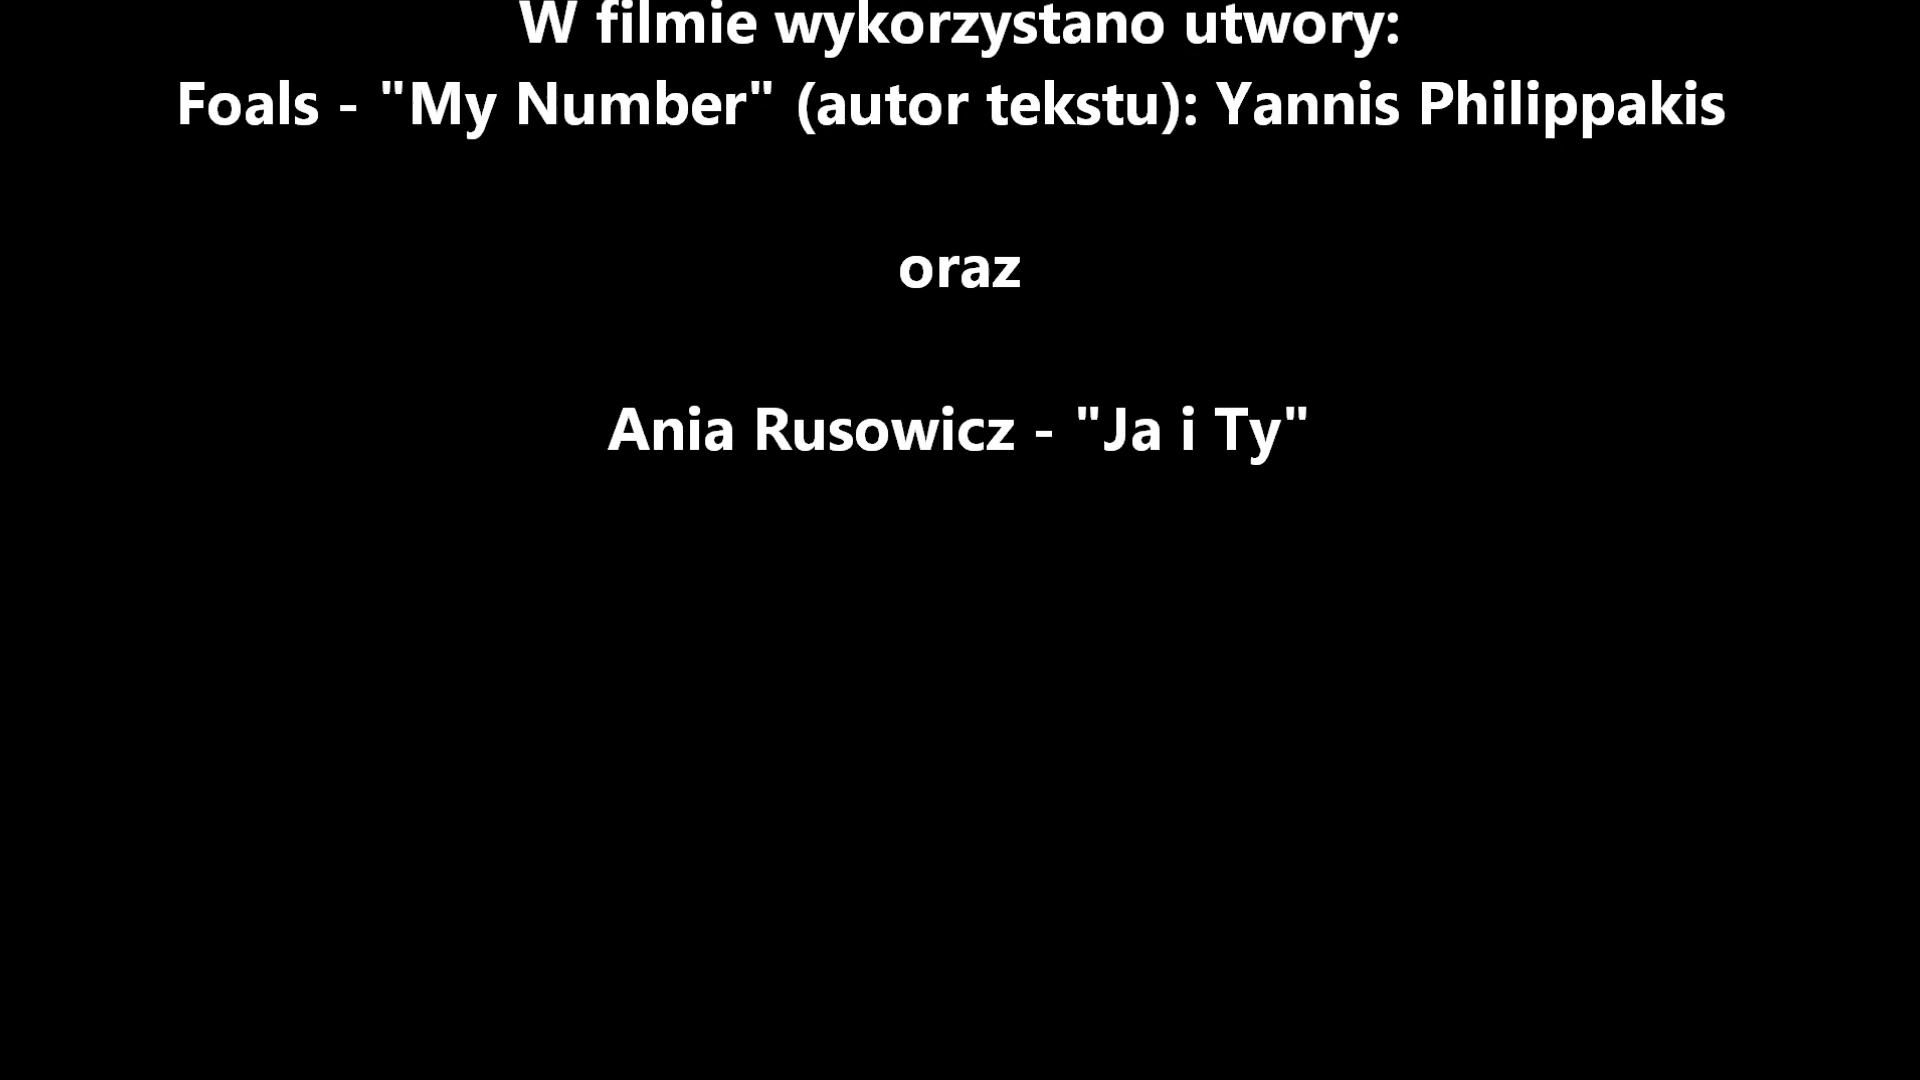 W filmie wykorzystano utwory:
Foals - "My Number" (autor tekstu): Yannis Philippakis
oraz
Ania Rusowicz - "Ja i Ty"